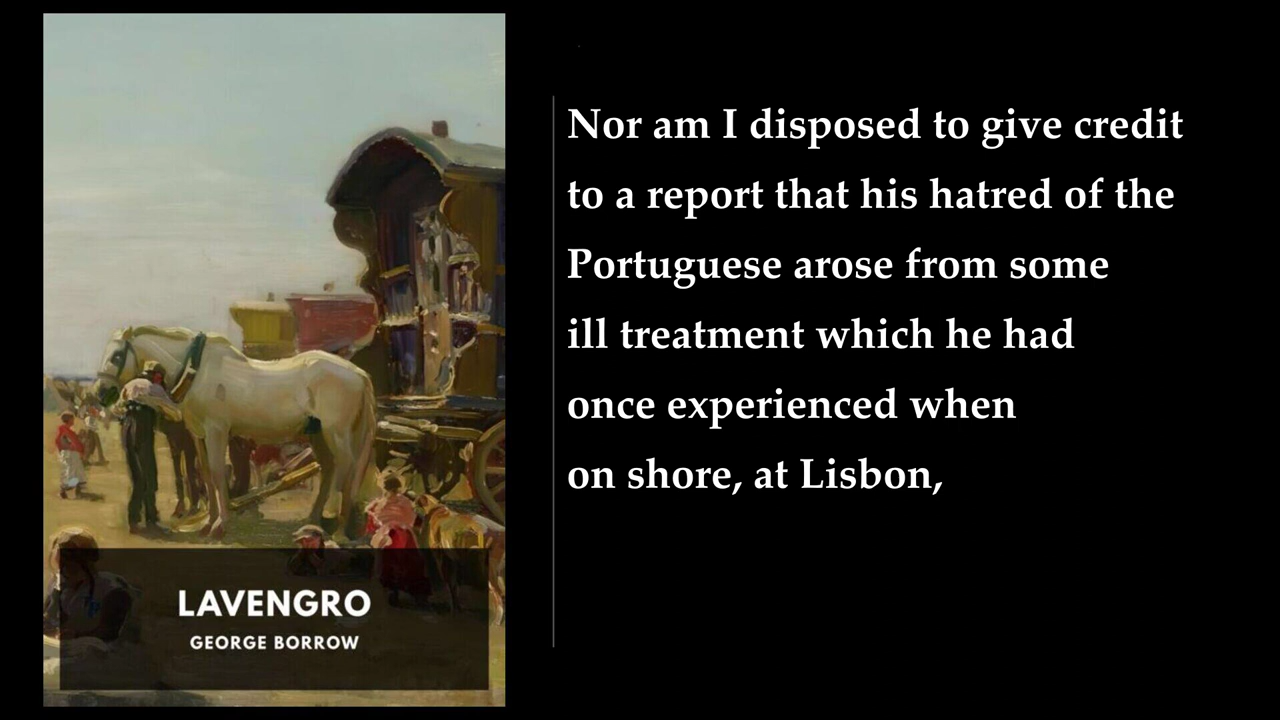 Nor am I disposed to give credit
to a report that his hatred of the
Portuguese arose from some
ill treatment which he had
once experienced when
on shore, at Lisbon,
LAVENGRO
GEORGE BORROW